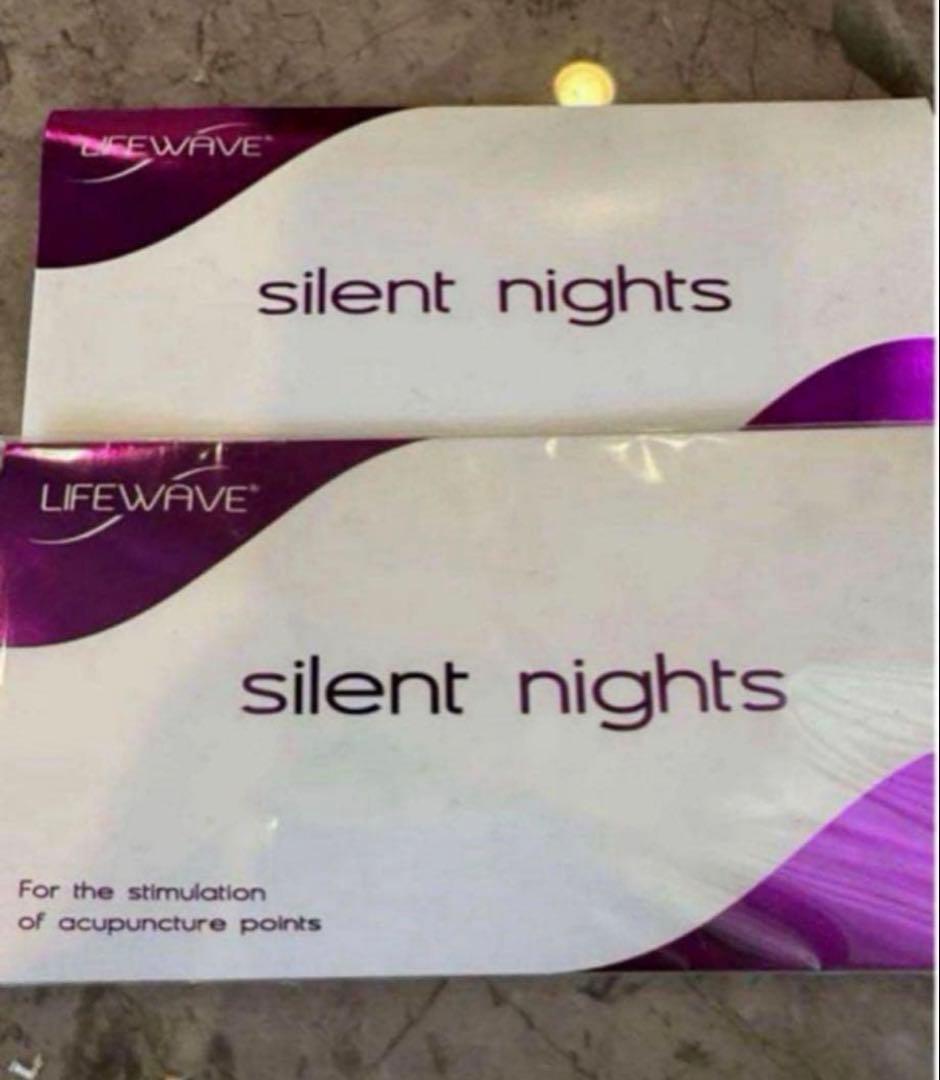 LIFEWAVE®
silent nights
LIFEWAVE®
silent nights
For the stimulation
of acupuncture points